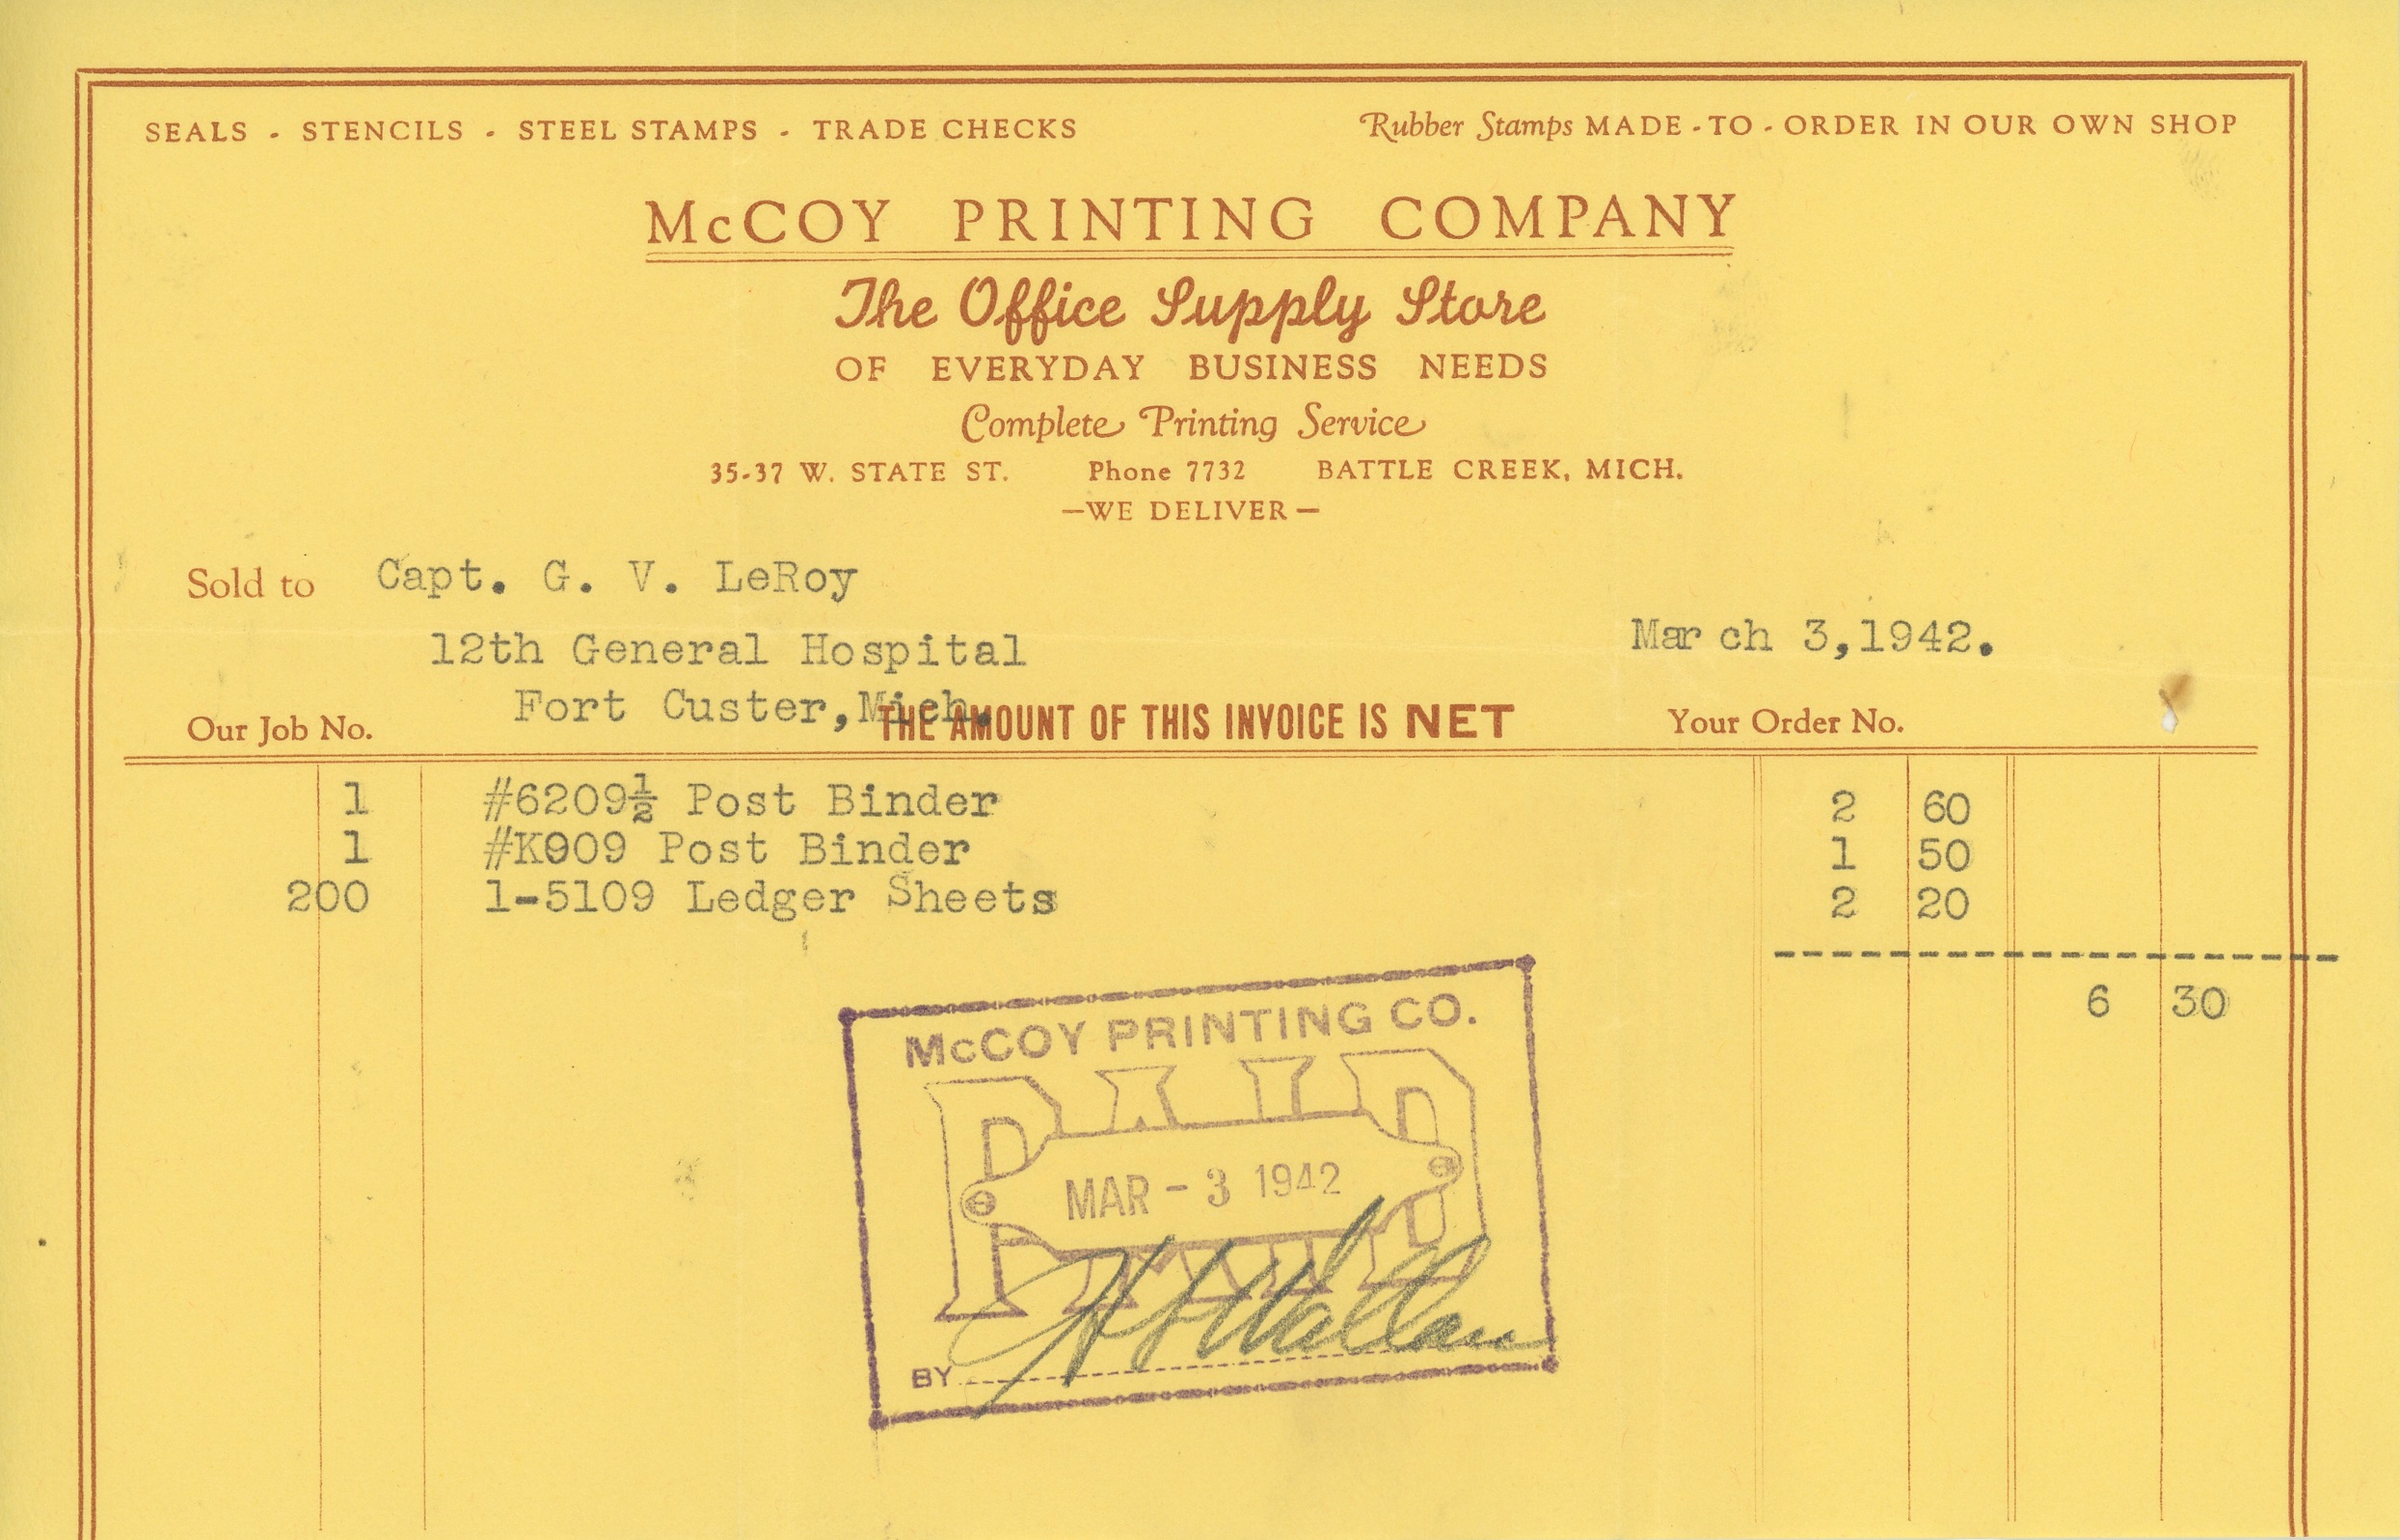 SEALS - STENCILS - STEEL STAMPS - TRADE CHECKS
Rubber Stamps MADE-TO-ORDER IN OUR OWN SHOP
McCOY PRINTING COMPANY
The Office Supply Store
OF EVERYDAY BUSINESS NEEDS
Complete Printing Service
35-37 W. STATE ST. Phone 7732 BATTLE CREEK, MICH.
—WE DELIVER—
Sold to Capt. G. V. LeRoy
12th General Hospital
March 3,1942.
Fort Custer,Mich.
Our Job No. THE AMOUNT OF THIS INVOICE IS NET Your Order No.
1 #6209½ Post Binder 2 60
1 #K909 Post Binder 1 50
200 1-5109 Ledger Sheets 2 20
6 30
McCOY PRINTING CO.
PAID
MAR - 3 1942
BY